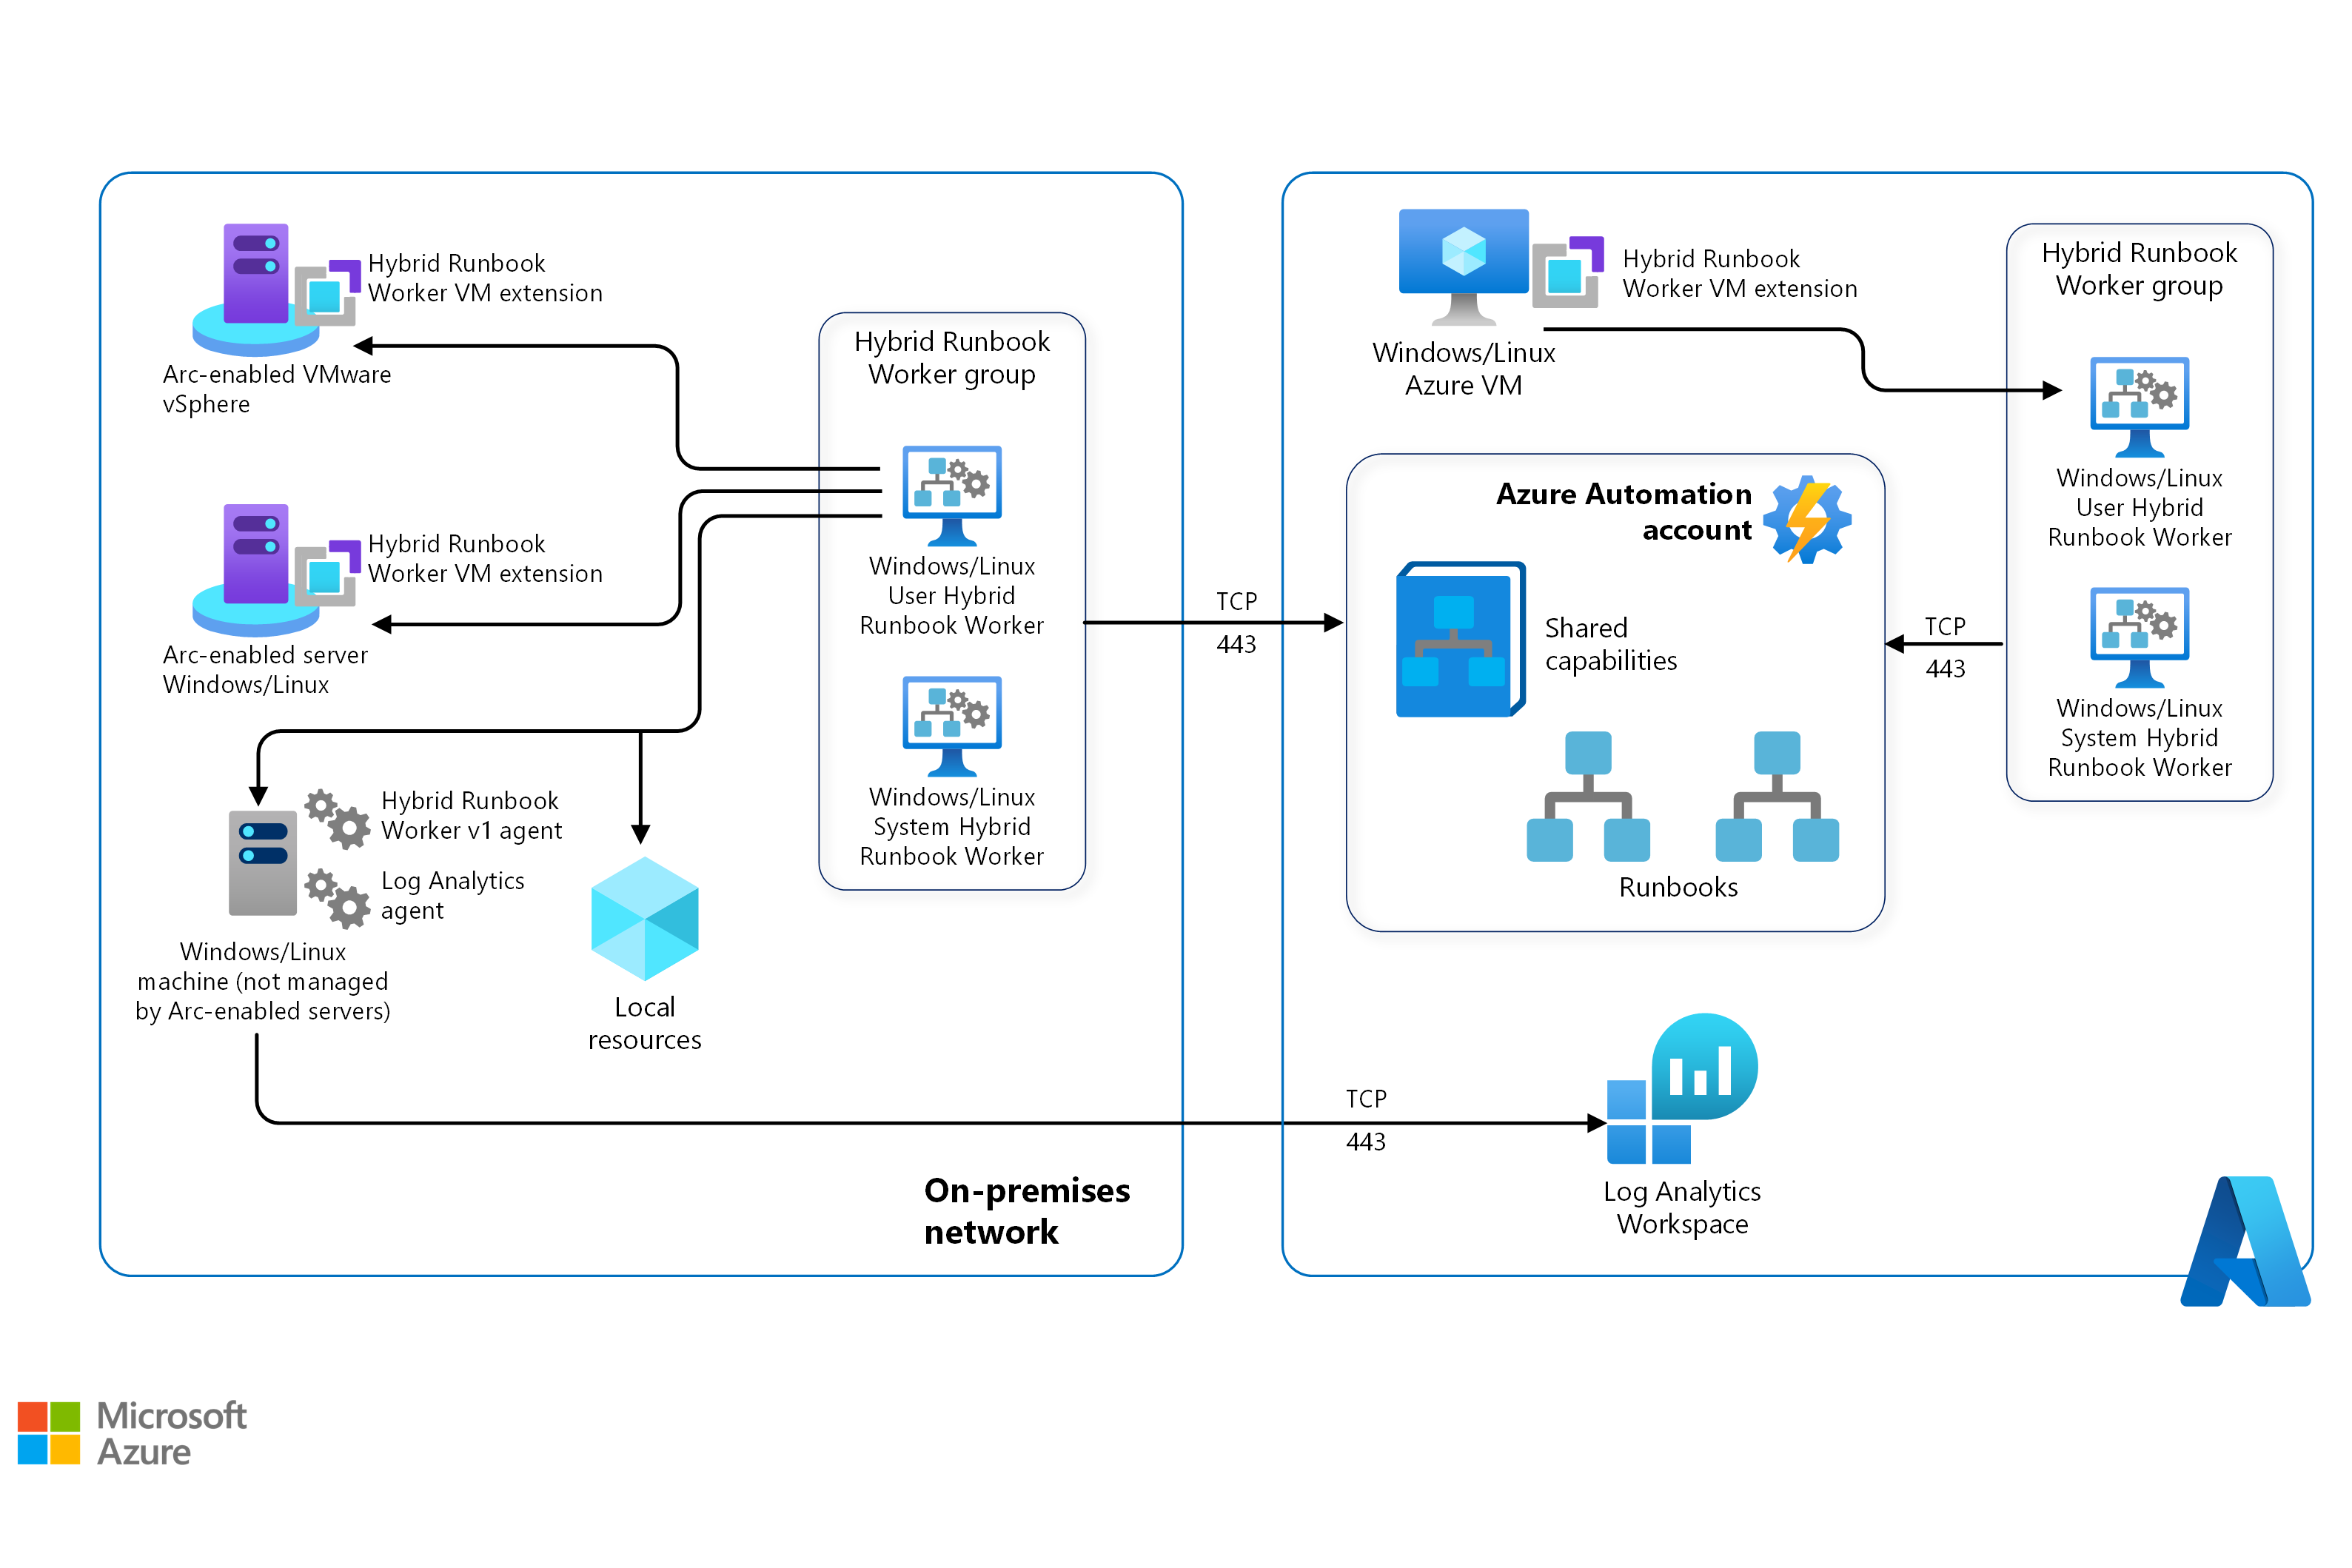 Hybrid Runbook
Worker VM extension
Arc-enabled VMware
vSphere
Hybrid Runbook
Worker VM extension
Arc-enabled server
Windows/Linux
Hybrid Runbook
Worker v1 agent
Log Analytics
agent
Windows/Linux
machine (not managed
by Arc-enabled servers)
Local
resources
Hybrid Runbook
Worker group
Windows/Linux
User Hybrid
Runbook Worker
Windows/Linux
System Hybrid
Runbook Worker
On-premises
network
TCP
443
TCP
443
Hybrid Runbook
Worker VM extension
Windows/Linux
Azure VM
Azure Automation
account
Shared
capabilities
Runbooks
TCP
443
Hybrid Runbook
Worker group
Windows/Linux
User Hybrid
Runbook Worker
Windows/Linux
System Hybrid
Runbook Worker
Log Analytics
Workspace
Microsoft
Azure